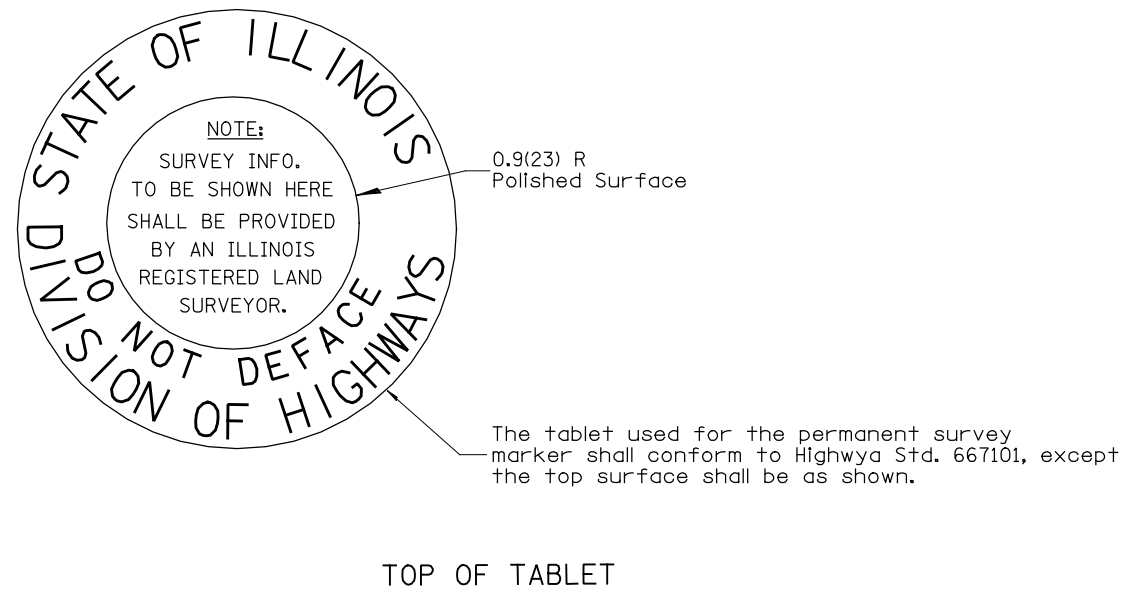 STATE OF ILLINOIS
NOTE:
SURVEY INFO.
TO BE SHOWN HERE
SHALL BE PROVIDED
BY AN ILLINOIS
REGISTERED LAND
SURVEYOR.
DO NOT DEFACE
DIVISION OF HIGHWAYS
0.9(23) R
Polished Surface
The tablet used for the permanent survey
marker shall conform to Highwya Std. 667101, except
the top surface shall be as shown.
TOP OF TABLET